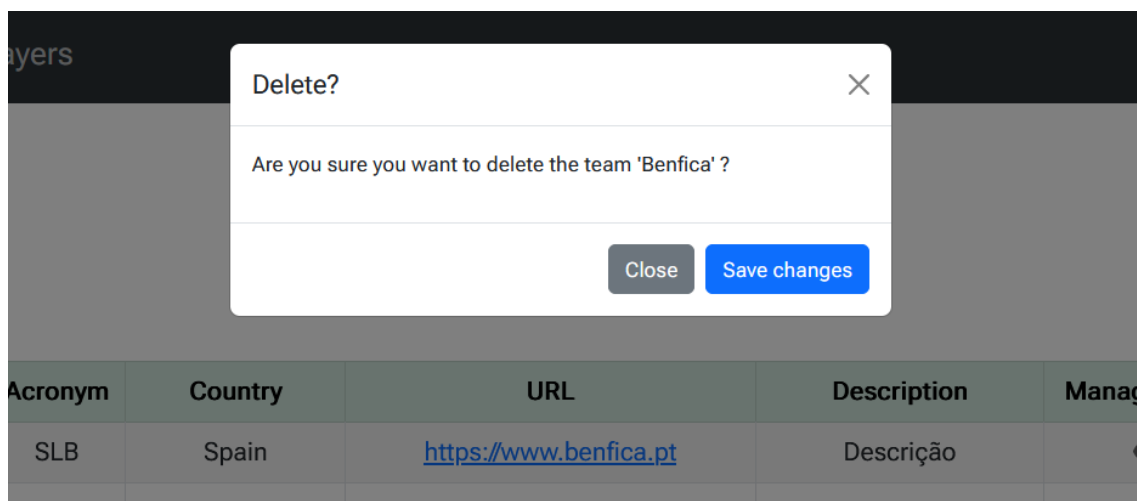 ayers
Delete?
Are you sure you want to delete the team 'Benfica' ?
Close Save changes
Acronym Country URL Description Manag
SLB Spain https://www.benfica.pt Descrição